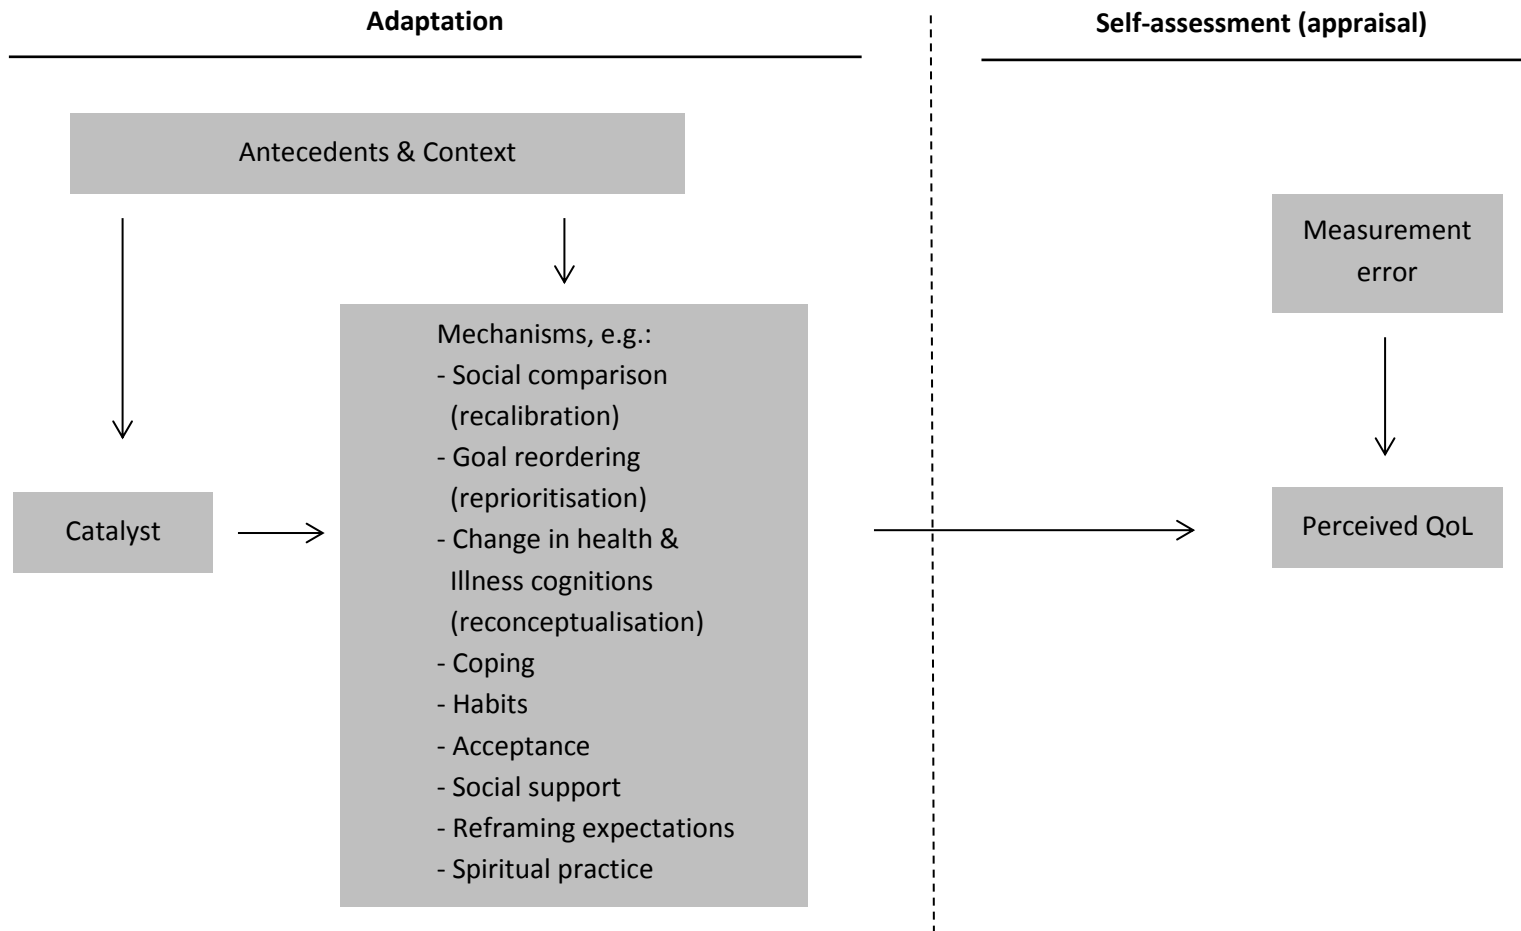 Adaptation
Self-assessment (appraisal)
Antecedents & Context
Measurement
error
Mechanisms, e.g.:
- Social comparison
(recalibration)
- Goal reordering
(reprioritisation)
- Change in health &
Illness cognitions
(reconceptualisation)
- Coping
- Habits
- Acceptance
- Social support
- Reframing expectations
- Spiritual practice
Catalyst
Perceived QoL